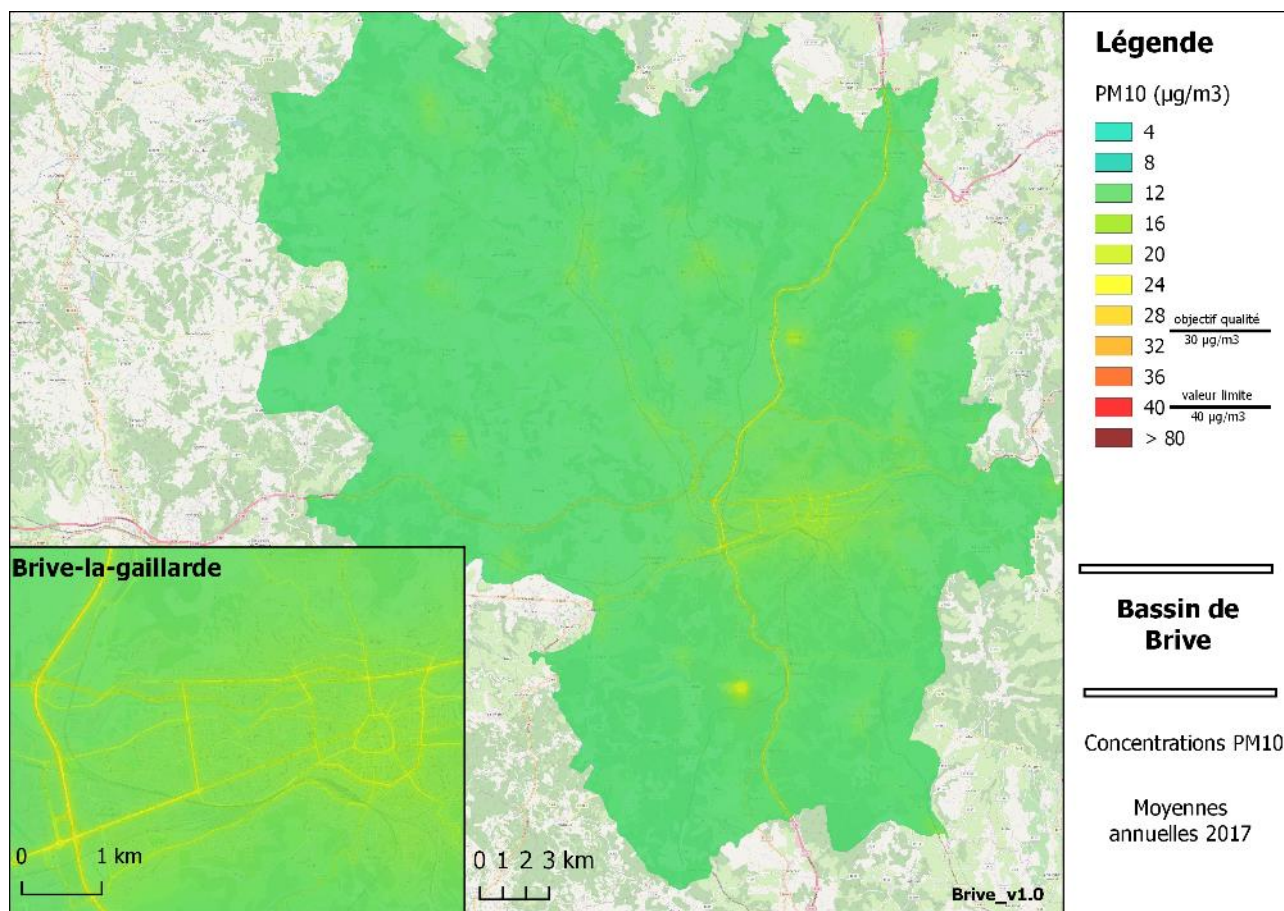 Légende
PM10 (µg/m3)
4
8
12
16
20
24
28
objectif qualité
30 µg/m3
32
36
40
valeur limite
40 µg/m3
> 80
Bassin de
Brive
Concentrations PM10
Moyennes
annuelles 2017
Brive-la-gaillarde
0 1 km
0 1 2 3 km
Brive_v1.0